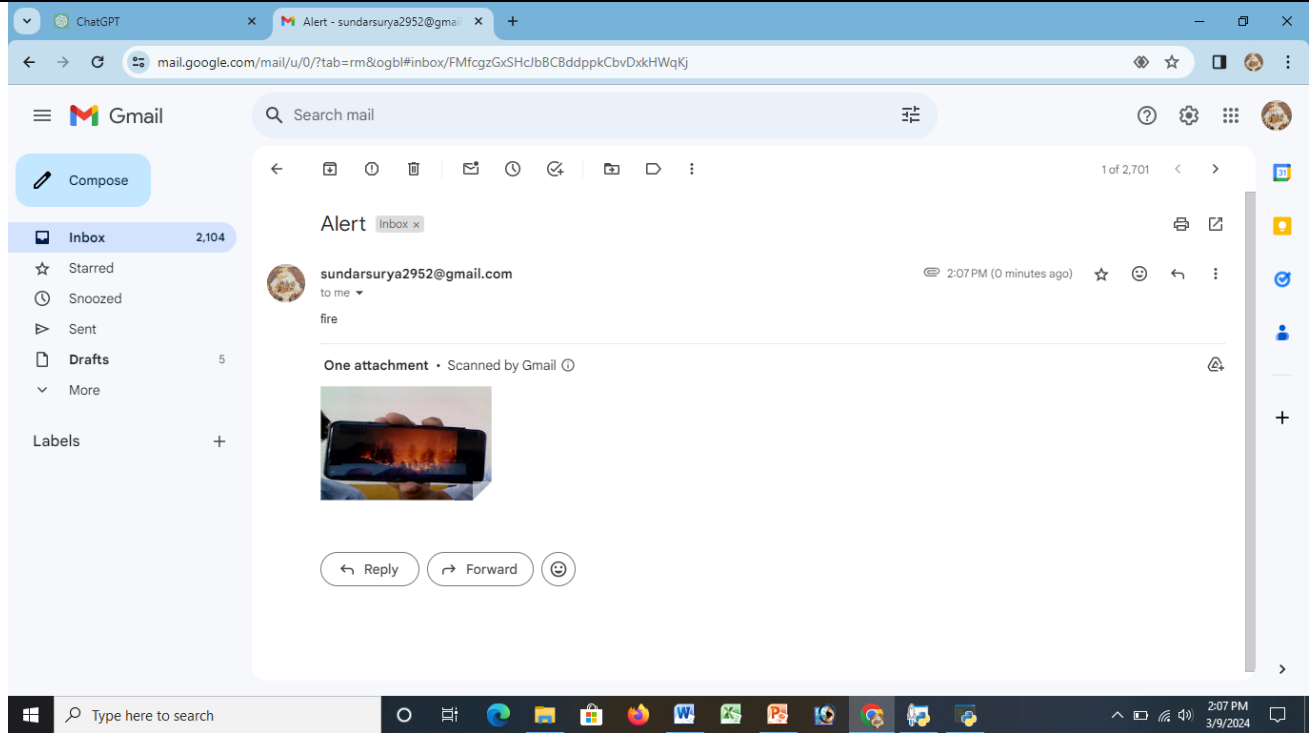 ChatGPT
Alert - sundarsurya2952@gmai
mail.google.com/mail/u/0/?tab=rm&ogbl#inbox/FMfcgzGxSHcJbBCBddppkCbvDxkHWqKj
Gmail
Search mail
Compose
1 of 2,701
Alert Inbox ×
Inbox 2,104
Starred
Snoozed
Sent
Drafts 5
More
Labels
sundarsurya2952@gmail.com
2:07 PM (0 minutes ago)
to me
fire
One attachment • Scanned by Gmail
Reply
Forward
31
Type here to search
2:07 PM
3/9/2024